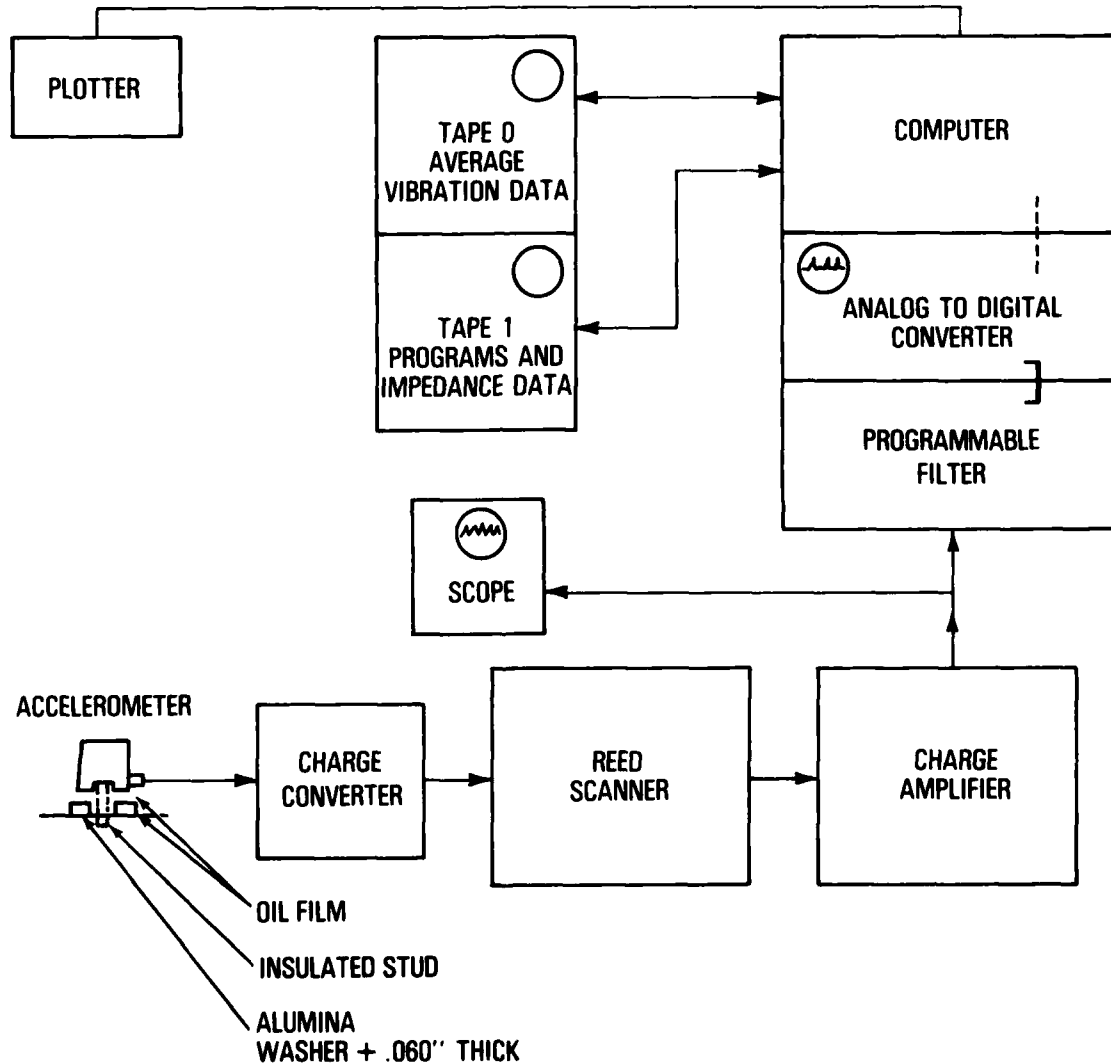 PLOTTER
TAPE 0
AVERAGE
VIBRATION DATA
COMPUTER
TAPE 1
PROGRAMS AND
IMPEDANCE DATA
ANALOG TO DIGITAL
CONVERTER
PROGRAMMABLE
FILTER
SCOPE
ACCELEROMETER
CHARGE
CONVERTER
REED
SCANNER
CHARGE
AMPLIFIER
OIL FILM
INSULATED STUD
ALUMINA
WASHER + .060" THICK